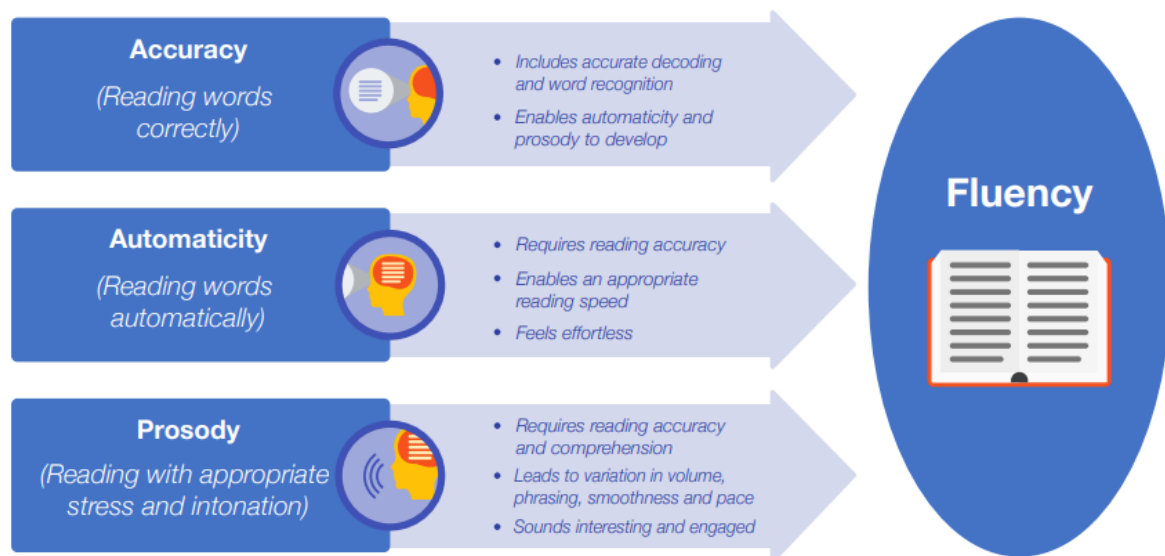 Accuracy
(Reading words
correctly)
• Includes accurate decoding
and word recognition
• Enables automaticity and
prosody to develop
Automaticity
(Reading words
automatically)
• Requires reading accuracy
• Enables an appropriate
reading speed
• Feels effortless
Prosody
(Reading with appropriate
stress and intonation)
• Requires reading accuracy
and comprehension
• Leads to variation in volume,
phrasing, smoothness and pace
• Sounds interesting and engaged
Fluency